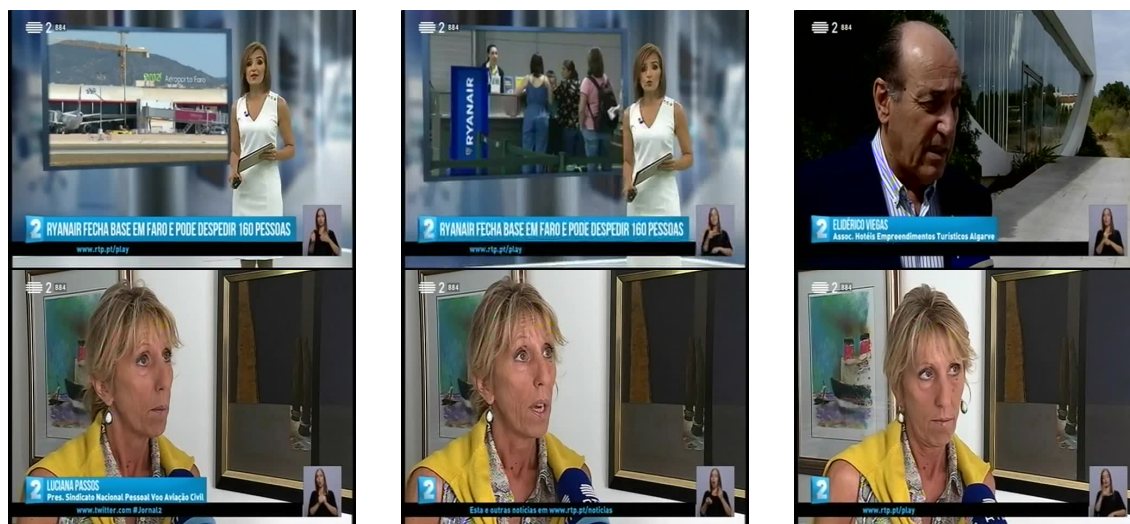 2 884
Aeroporto Faro
2 RYANAIR FECHA BASE EM FARO E PODE DESPEDIR 160 PESSOAS
www.rtp.pt/play
2 884
RYANAIR
2 RYANAIR FECHA BASE EM FARO E PODE DESPEDIR 160 PESSOAS
www.rtp.pt/play
2 884
2 ELIDÉRICO VIEGAS
Assoc. Hotéis Empreendimentos Turísticos Algarve
2 884
2 LUCIANA PASSOS
Pres. Sindicato Nacional Pessoal Voo Aviação Civil
www.twitter.com #Jornal2
2 884
2
Esta e outras notícias em www.rtp.pt/noticias
2 884
2
www.rtp.pt/play